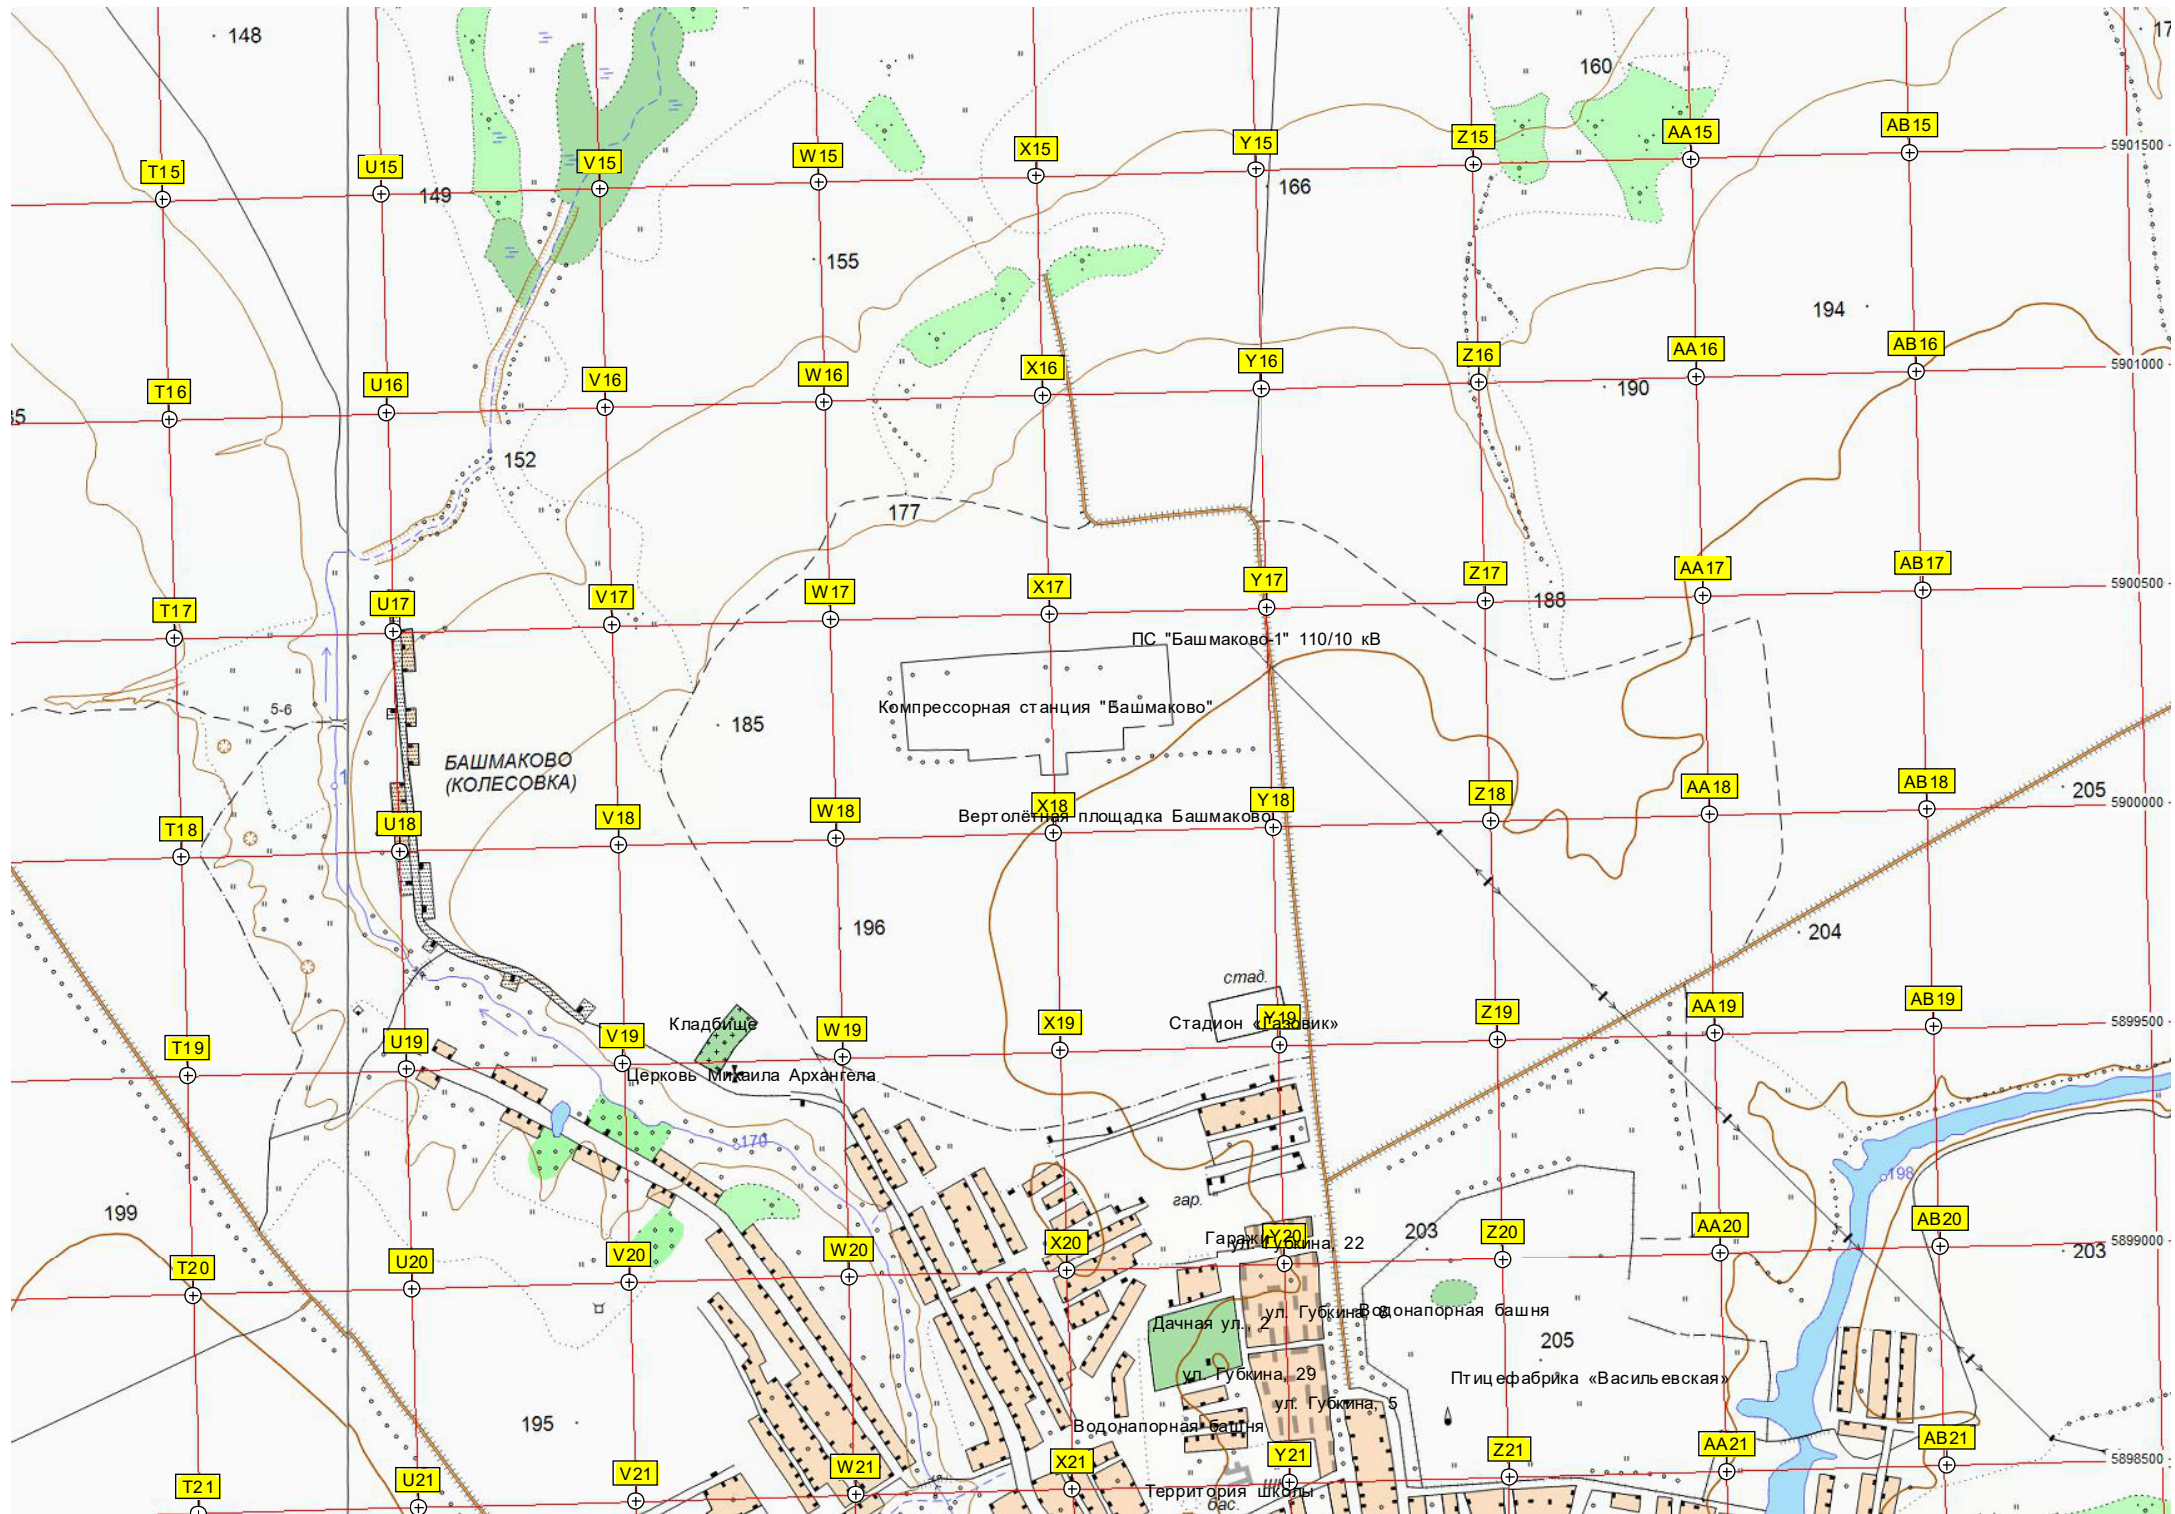 148
160
17
AB15
Z15
AA15
Y15
X15
W15
V15
U15
T15
5901500
149
166
155
194
AB16
AA16
Z16
Y16
X16
W16
V16
U16
T16
5901000
190
35
152
177
AB17
AA17
Z17
Y17
X17
W17
V17
U17
T17
5900500
188
ПС "Башмаково-1" 110/10 кВ
5-6
Компрессорная станция "Башмаково"
185
БАШМАКОВО
(КОЛЕСОВКА)
1
205
AB18
AA18
Z18
Y18
X18
W18
V18
U18
T18
5900000
Вертолётная площадка Башмаково
196
204
стад.
AB19
AA19
Z19
Y19
X19
W19
V19
U19
T19
5899500
Стадион «Газовик»
Кладбище
Церковь Михаила Архангела
170
198
гар.
199
203
AB20
AA20
Z20
Y20
X20
W20
V20
U20
T20
5899000
203
Гаражи
ул. Губкина, 22
ул. Губкина, 8
Водонапорная башня
Дачная ул., 2
205
ул. Губкина, 29
Птицефабрика «Васильевская»
ул. Губкина, 5
195
Водонапорная башня
AB21
AA21
Z21
Y21
X21
W21
V21
U21
T21
5898500
Территория школы
шк.
бас.